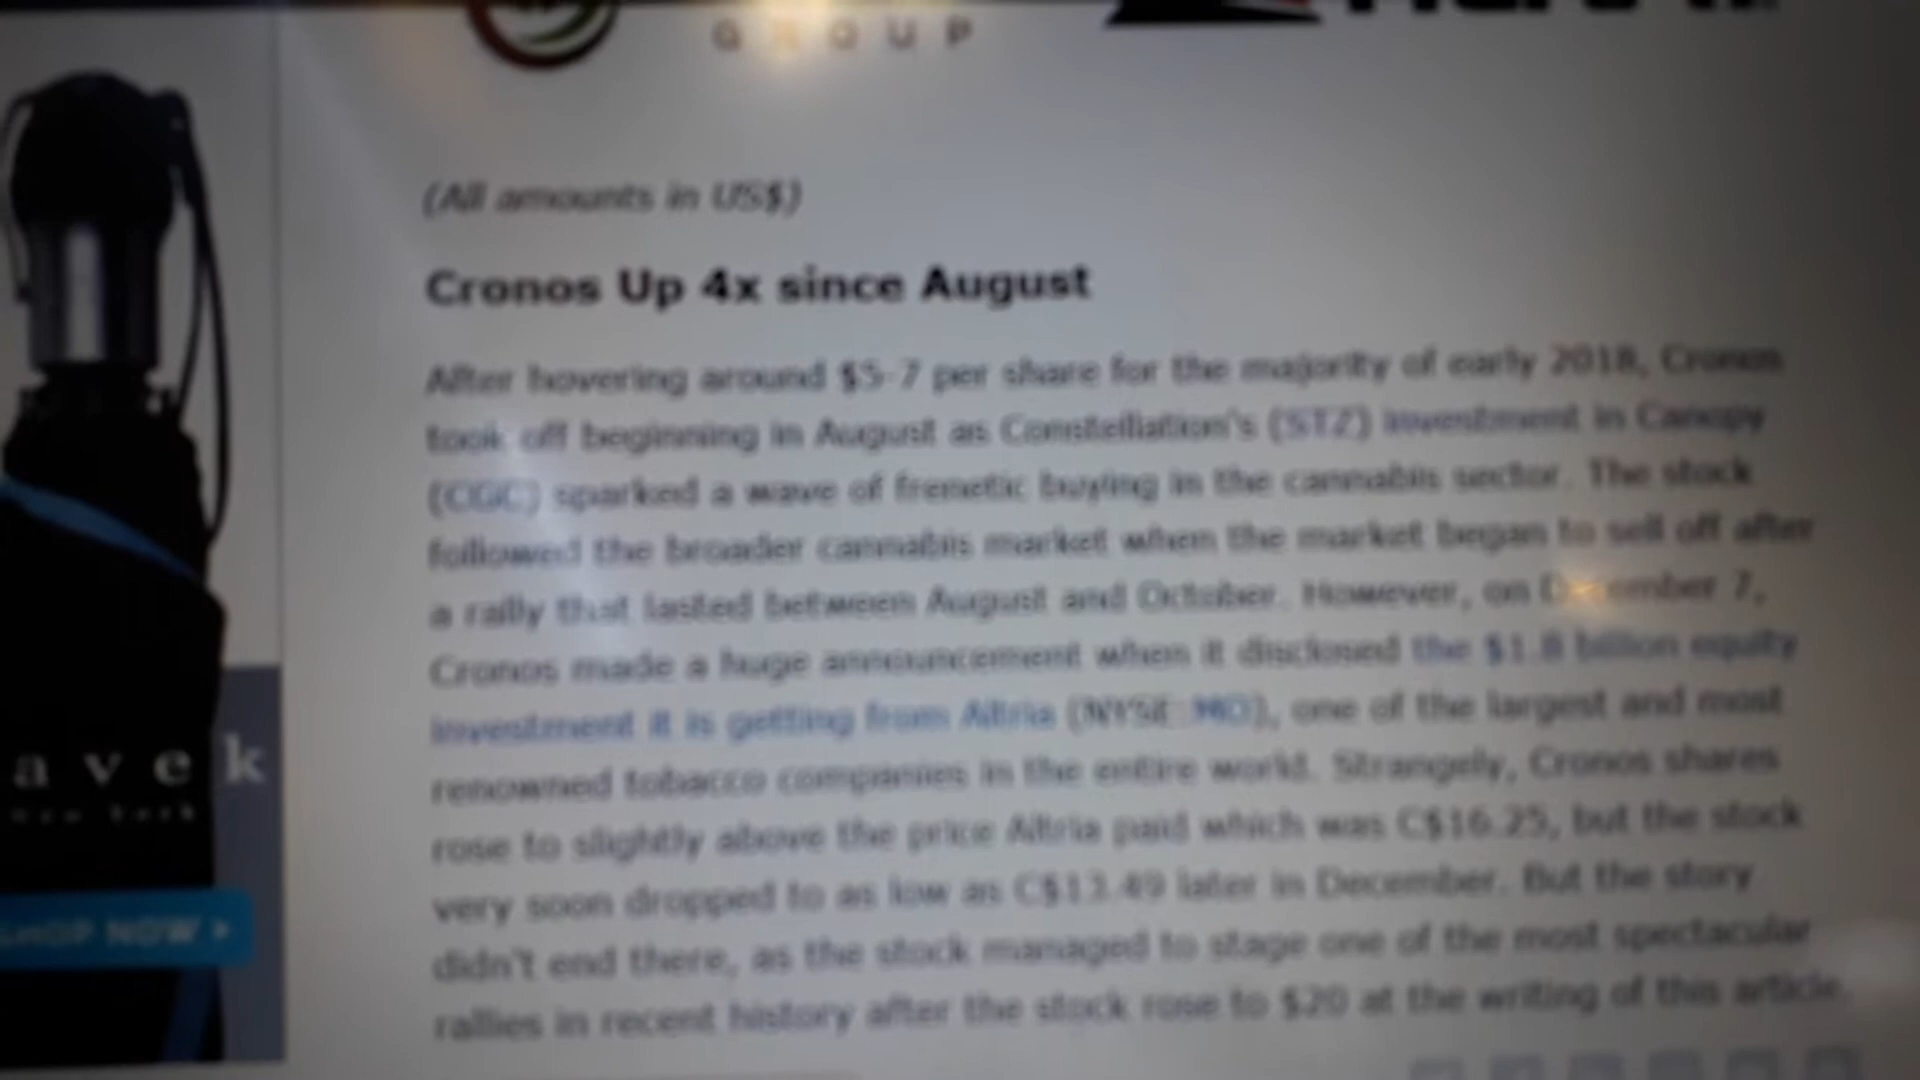 GROUP
(All amounts in US$)
Cronos Up 4x since August
After hovering around $5-7 per share for the majority of early 2018, Cronos
took off beginning in August as Constellation's (STZ) investment in Canopy
(CGC) sparked a wave of frenetic buying in the cannabis sector. The stock
followed the broader cannabis market when the market began to sell off after
a rally that lasted between August and October. However, on December 7,
Cronos made a huge announcement when it disclosed the $1.8 billion equity
investment it is getting from Altria (NYSE:MO), one of the largest and most
renowned tobacco companies in the entire world. Strangely, Cronos shares
rose to slightly above the price Altria paid which was C$16.25, but the stock
very soon dropped to as low as C$13.49 later in December. But the story
didn't end there, as the stock managed to stage one of the most spectacular
rallies in recent history after the stock rose to $20 at the writing of this article.
avek
New York
SHOP NOW >